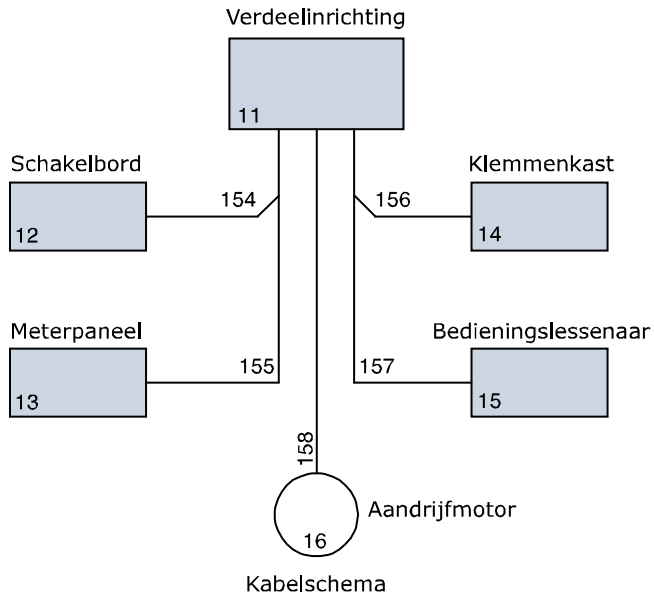 Verdeelinrichting
11
Schakelbord
Klemmenkast
154
156
12
14
Meterpaneel
Bedieningslessenaar
155
157
13
15
158
Aandrijfmotor
16
Kabelschema